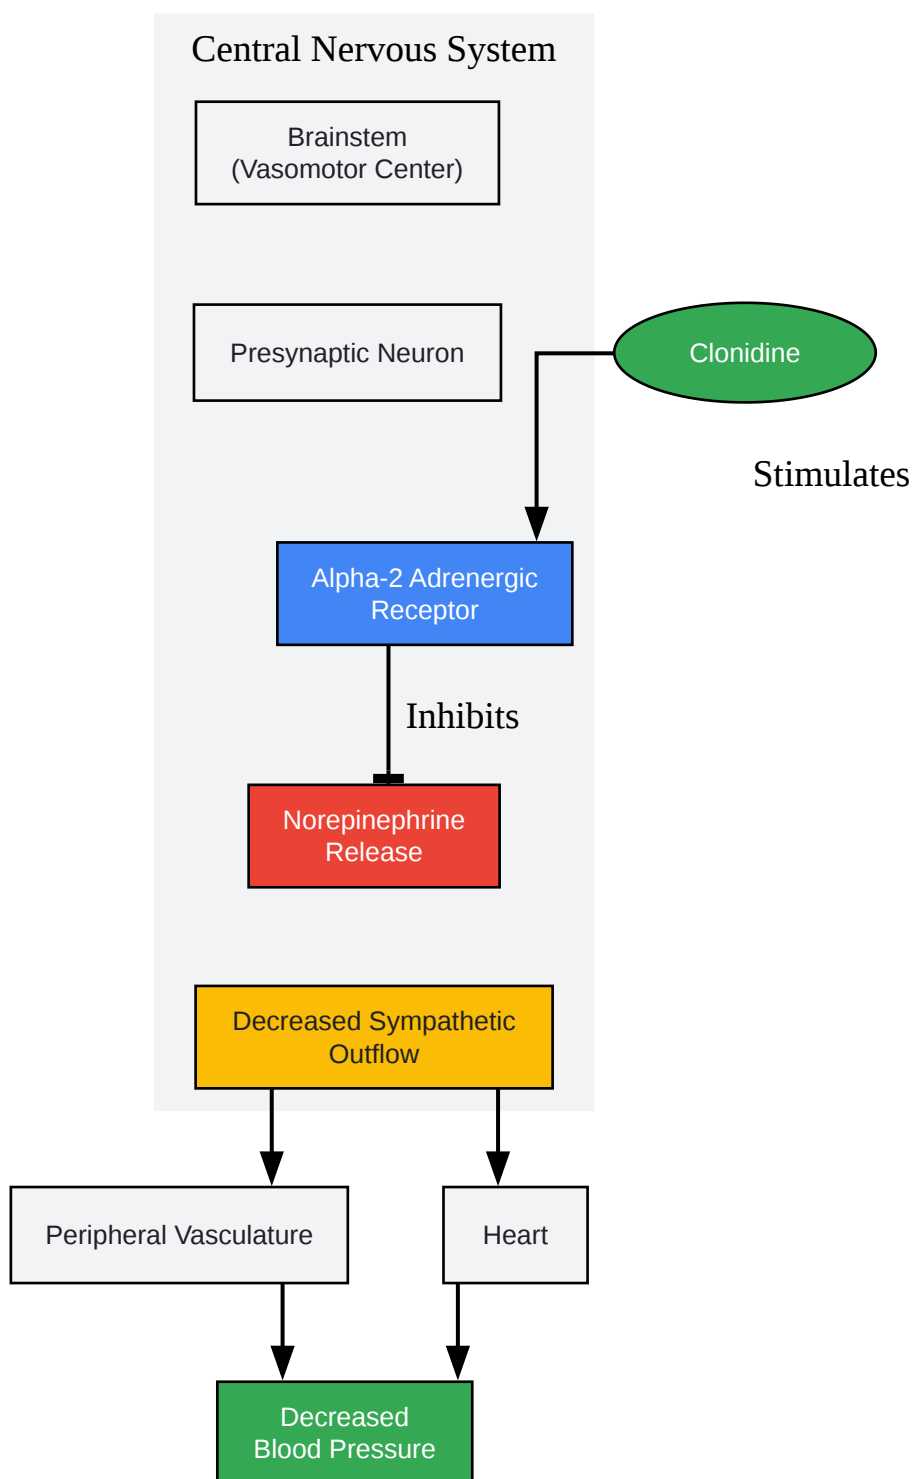 Central Nervous System
Brainstem
(Vasomotor Center)
Presynaptic Neuron
Clonidine
Stimulates
Alpha-2 Adrenergic
Receptor
Inhibits
Norepinephrine
Release
Decreased Sympathetic
Outflow
Peripheral Vasculature
Heart
Decreased
Blood Pressure